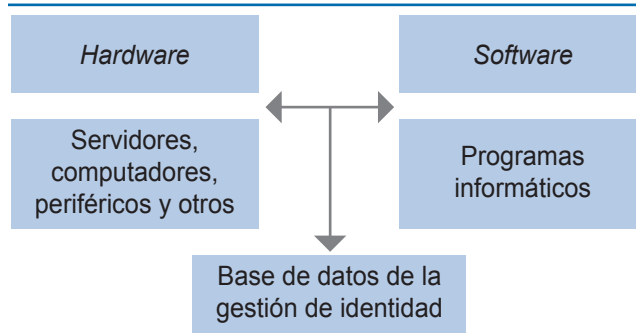 Hardware
Software
Servidores,
computadores,
periféricos y otros
Programas
informáticos
Base de datos de la
gestión de identidad